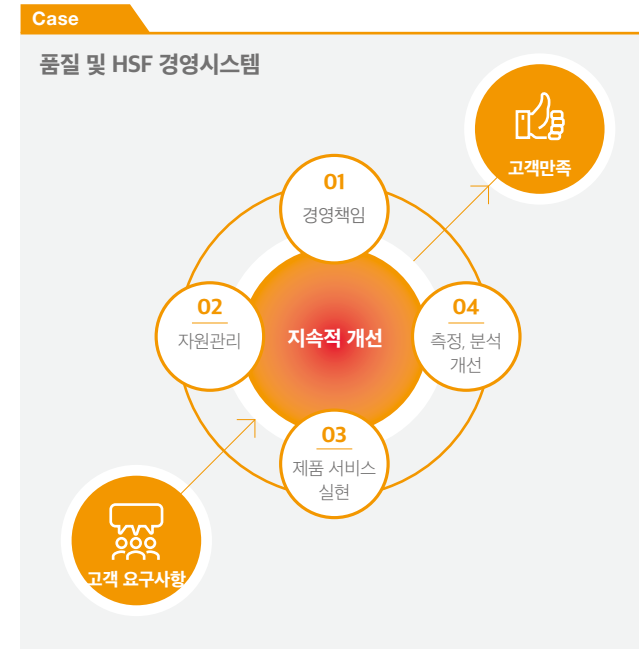 Case
품질 및 HSF 경영시스템
고객만족
01
경영책임
02
자원관리
지속적 개선
04
측정, 분석
개선
03
제품 서비스
실현
고객 요구사항